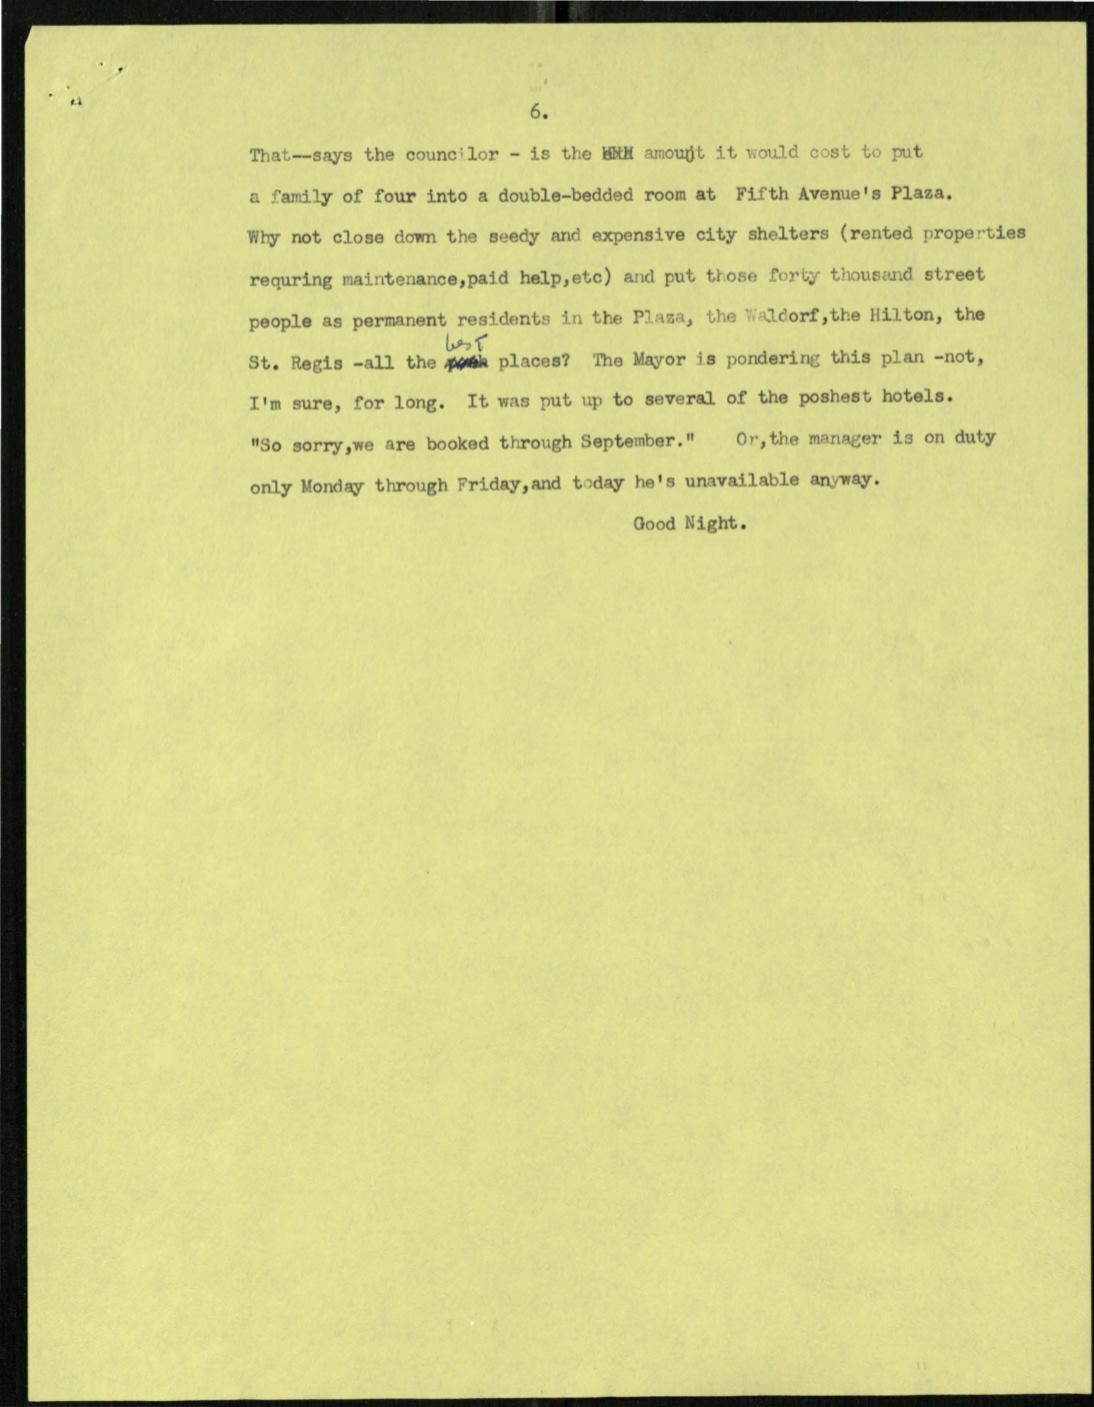 6.
That--says the councilor - is the amount it would cost to put
a family of four into a double-bedded room at Fifth Avenue's Plaza.
Why not close down the seedy and expensive city shelters (rented properties
requring maintenance,paid help,etc) and put those forty thousand street
people as permanent residents in the Plaza, the Waldorf,the Hilton, the
best
St. Regis -all the places? The Mayor is pondering this plan -not,
I'm sure, for long. It was put up to several of the poshest hotels.
"So sorry,we are booked through September." Or,the manager is on duty
only Monday through Friday,and today he's unavailable anyway.
Good Night.